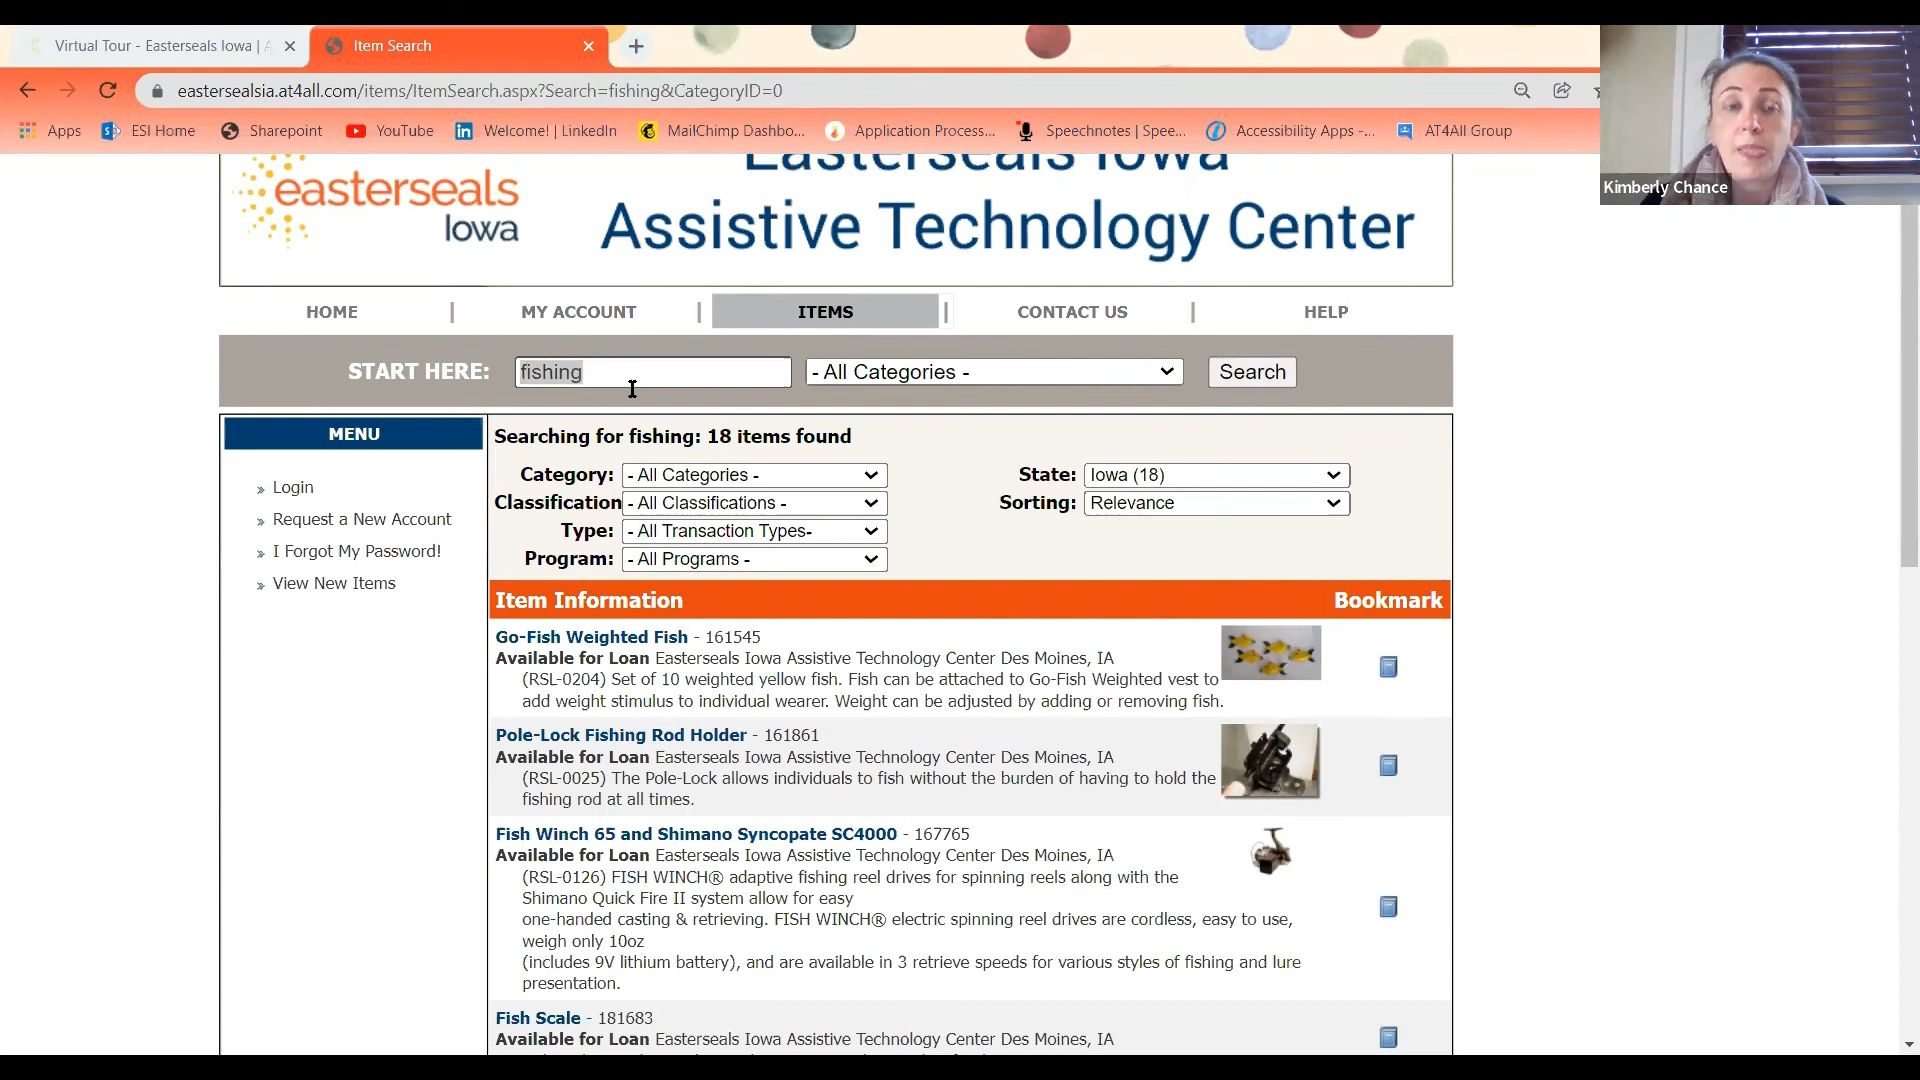 Virtual Tour - Easterseals Iowa |
Item Search
eastersealsia.at4all.com/items/ItemSearch.aspx?Search=fishing&CategoryID=0
Apps ESI Home Sharepoint YouTube Welcome! | LinkedIn MailChimp Dashbo... Application Process... Speechnotes | Spee... Accessibility Apps -... AT4All Group
Kimberly Chance
easterseals
Iowa
Easterseals Iowa
Assistive Technology Center
HOME | MY ACCOUNT | ITEMS | CONTACT US | HELP
START HERE: fishing - All Categories - Search
MENU
Login
Request a New Account
I Forgot My Password!
View New Items
Searching for fishing: 18 items found
Category: - All Categories - State: Iowa (18)
Classification - All Classifications - Sorting: Relevance
Type: - All Transaction Types-
Program: - All Programs -
Item Information Bookmark
Go-Fish Weighted Fish - 161545
Available for Loan Easterseals Iowa Assistive Technology Center Des Moines, IA
(RSL-0204) Set of 10 weighted yellow fish. Fish can be attached to Go-Fish Weighted vest to
add weight stimulus to individual wearer. Weight can be adjusted by adding or removing fish.
Pole-Lock Fishing Rod Holder - 161861
Available for Loan Easterseals Iowa Assistive Technology Center Des Moines, IA
(RSL-0025) The Pole-Lock allows individuals to fish without the burden of having to hold the
fishing rod at all times.
Fish Winch 65 and Shimano Syncopate SC4000 - 167765
Available for Loan Easterseals Iowa Assistive Technology Center Des Moines, IA
(RSL-0126) FISH WINCH® adaptive fishing reel drives for spinning reels along with the
Shimano Quick Fire II system allow for easy
one-handed casting & retrieving. FISH WINCH® electric spinning reel drives are cordless, easy to use,
weigh only 10oz
(includes 9V lithium battery), and are available in 3 retrieve speeds for various styles of fishing and lure
presentation.
Fish Scale - 181683
Available for Loan Easterseals Iowa Assistive Technology Center Des Moines, IA